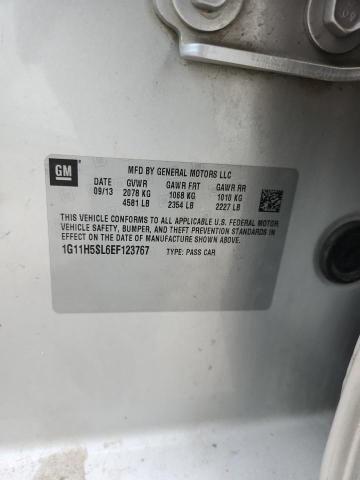 GM
MFD BY GENERAL MOTORS LLC
DATE GVWR GAWR FRT GAWR RR
09/13 2078 KG 1068 KG 1010 KG
4581 LB 2354 LB 2227 LB
THIS VEHICLE CONFORMS TO ALL APPLICABLE U.S. FEDERAL MOTOR
VEHICLE SAFETY, BUMPER, AND THEFT PREVENTION STANDARDS IN
EFFECT ON THE DATE OF MANUFACTURE SHOWN ABOVE.
1G11H5SL6EF123767 TYPE: PASS CAR